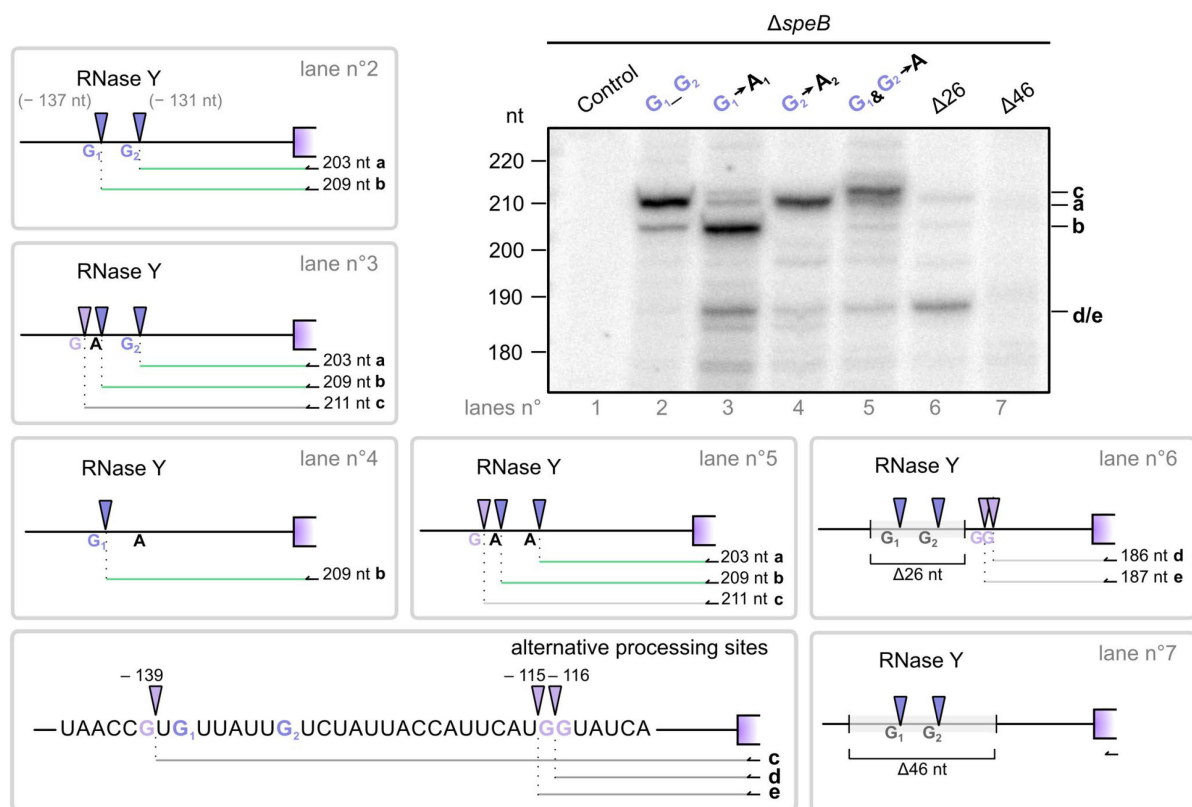 lane n°2
RNase Y
(– 137 nt)
(– 131 nt)
G1
G2
203 nt a
209 nt b
lane n°3
RNase Y
G
A
G2
203 nt a
209 nt b
211 nt c
ΔspeB
nt
Control
G1_G2
G1→A1
G2→A2
G1&G2→A
Δ26
Δ46
220
210
200
190
180
c
a
b
d/e
lanes n°
1 2 3 4 5 6 7
lane n°4
RNase Y
G1
A
209 nt b
lane n°5
RNase Y
G
A
A
203 nt a
209 nt b
211 nt c
lane n°6
RNase Y
G1
G2
GG
Δ26 nt
186 nt d
187 nt e
alternative processing sites
– 139
– 115 – 116
UAACCGUG1UUAUUG2UCUAUUACCAUUCAUGGUAUCA
c
d
e
lane n°7
RNase Y
G1
G2
Δ46 nt